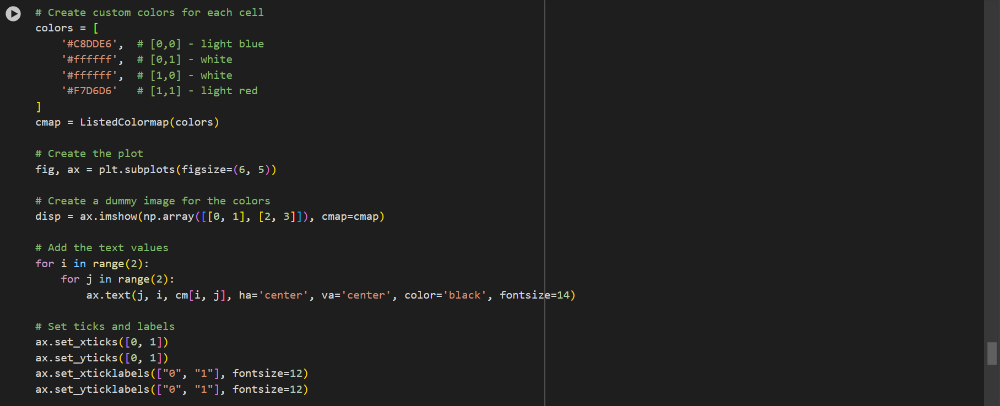 # Create custom colors for each cell
colors = [
    '#C8DDE6',  # [0,0] - light blue
    '#ffffff',  # [0,1] - white
    '#ffffff',  # [1,0] - white
    '#F7D6D6'   # [1,1] - light red
]
cmap = ListedColormap(colors)

# Create the plot
fig, ax = plt.subplots(figsize=(6, 5))

# Create a dummy image for the colors
disp = ax.imshow(np.array([[0, 1], [2, 3]]), cmap=cmap)

# Add the text values
for i in range(2):
    for j in range(2):
        ax.text(j, i, cm[i, j], ha='center', va='center', color='black', fontsize=14)

# Set ticks and labels
ax.set_xticks([0, 1])
ax.set_yticks([0, 1])
ax.set_xticklabels(["0", "1"], fontsize=12)
ax.set_yticklabels(["0", "1"], fontsize=12)